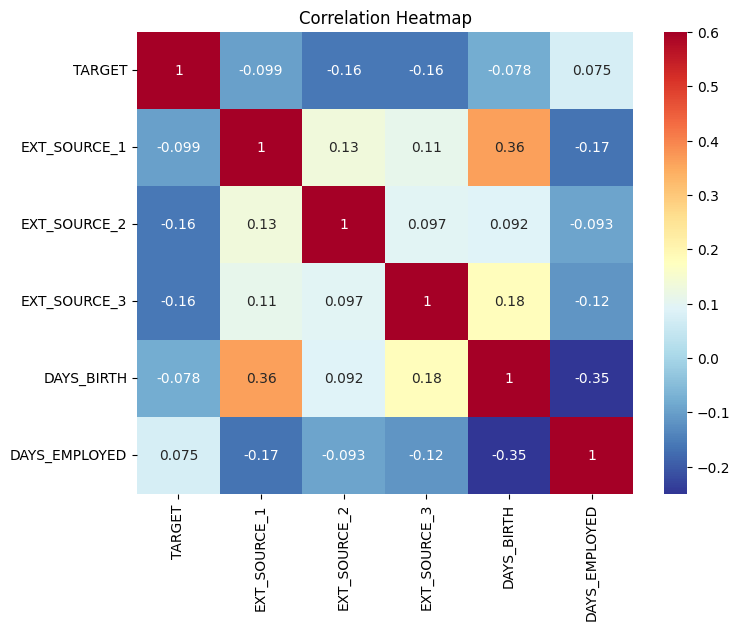 Correlation Heatmap
TARGET 1 -0.099 -0.16 -0.16 -0.078 0.075
EXT_SOURCE_1 -0.099 1 0.13 0.11 0.36 -0.17
EXT_SOURCE_2 -0.16 0.13 1 0.097 0.092 -0.093
EXT_SOURCE_3 -0.16 0.11 0.097 1 0.18 -0.12
DAYS_BIRTH -0.078 0.36 0.092 0.18 1 -0.35
DAYS_EMPLOYED 0.075 -0.17 -0.093 -0.12 -0.35 1
TARGET
EXT_SOURCE_1
EXT_SOURCE_2
EXT_SOURCE_3
DAYS_BIRTH
DAYS_EMPLOYED
0.6
0.5
0.4
0.3
0.2
0.1
0.0
-0.1
-0.2